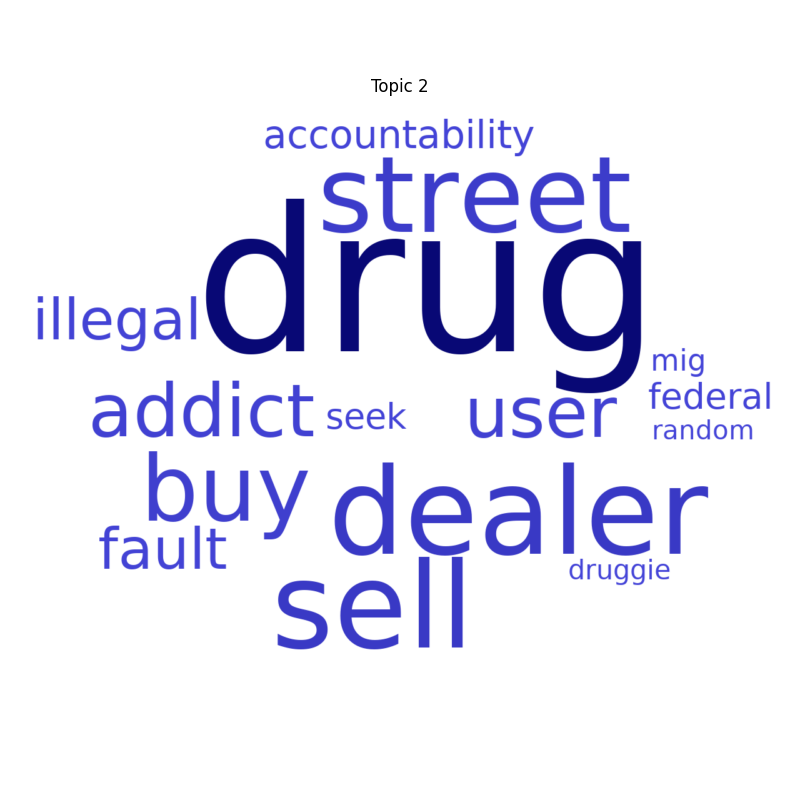 Topic 2
accountability
street
drug
illegal
mig
federal
addict
seek
user
random
buy
dealer
fault
druggie
sell